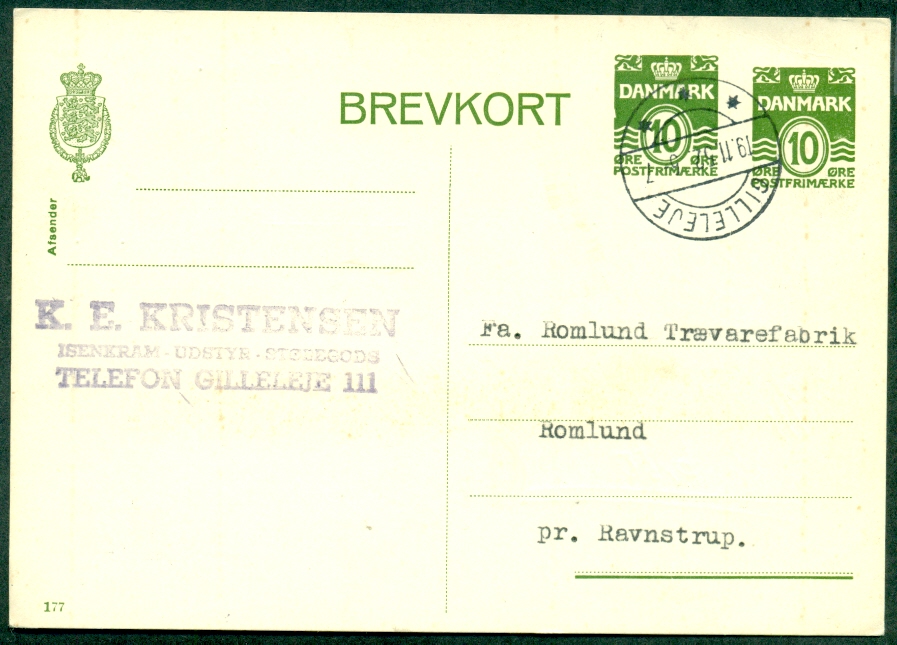 BREVKORT
DANMARK
10
ØRE ØRE
POSTFRIMÆRKE
DANMARK
10
ØRE ØRE
POSTFRIMÆRKE
GILLELEJE
Afsender
K. E. KRISTENSEN
ISENKRAM - UDSTYR - STØBEGODS
TELEFON GILLELEJE 111
Fa. Romlund Trævarefabrik
Romlund
pr. Ravnstrup.
177